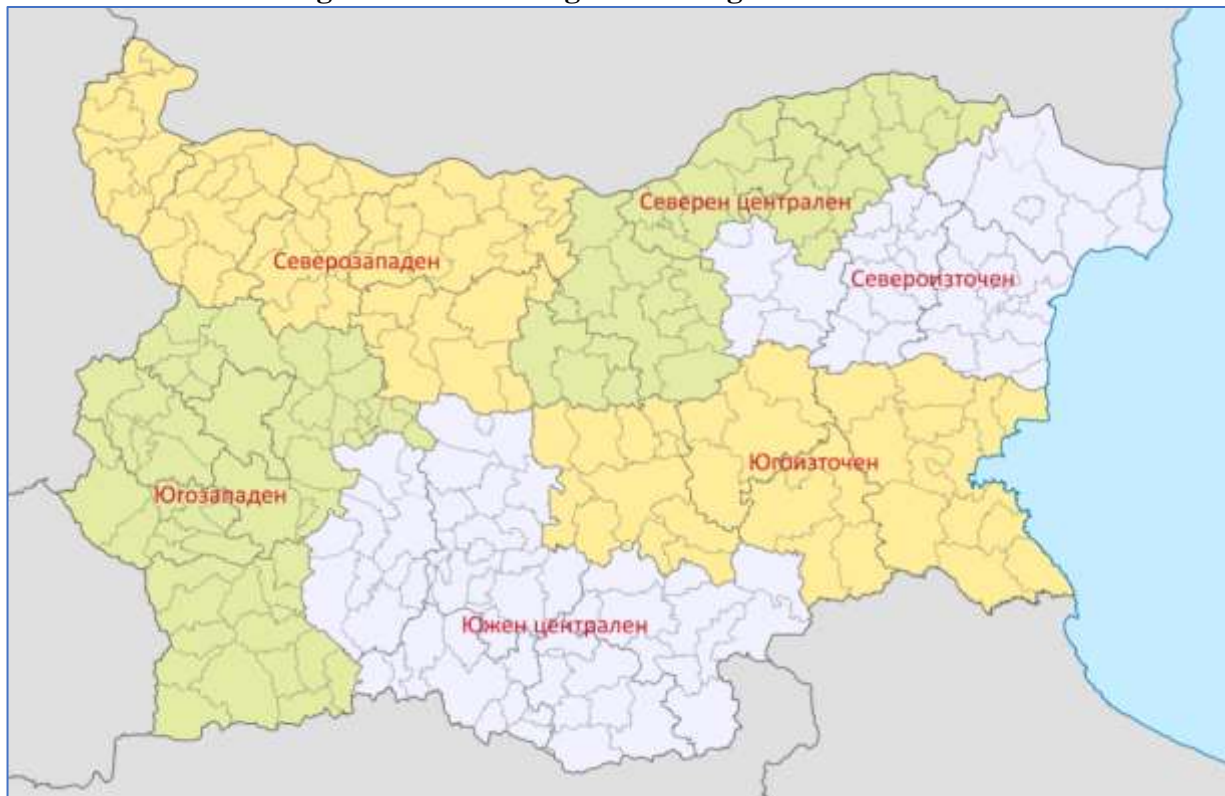 Северен централен
Северозападен
Североизточен
Югоизточен
Югозападен
Южен централен